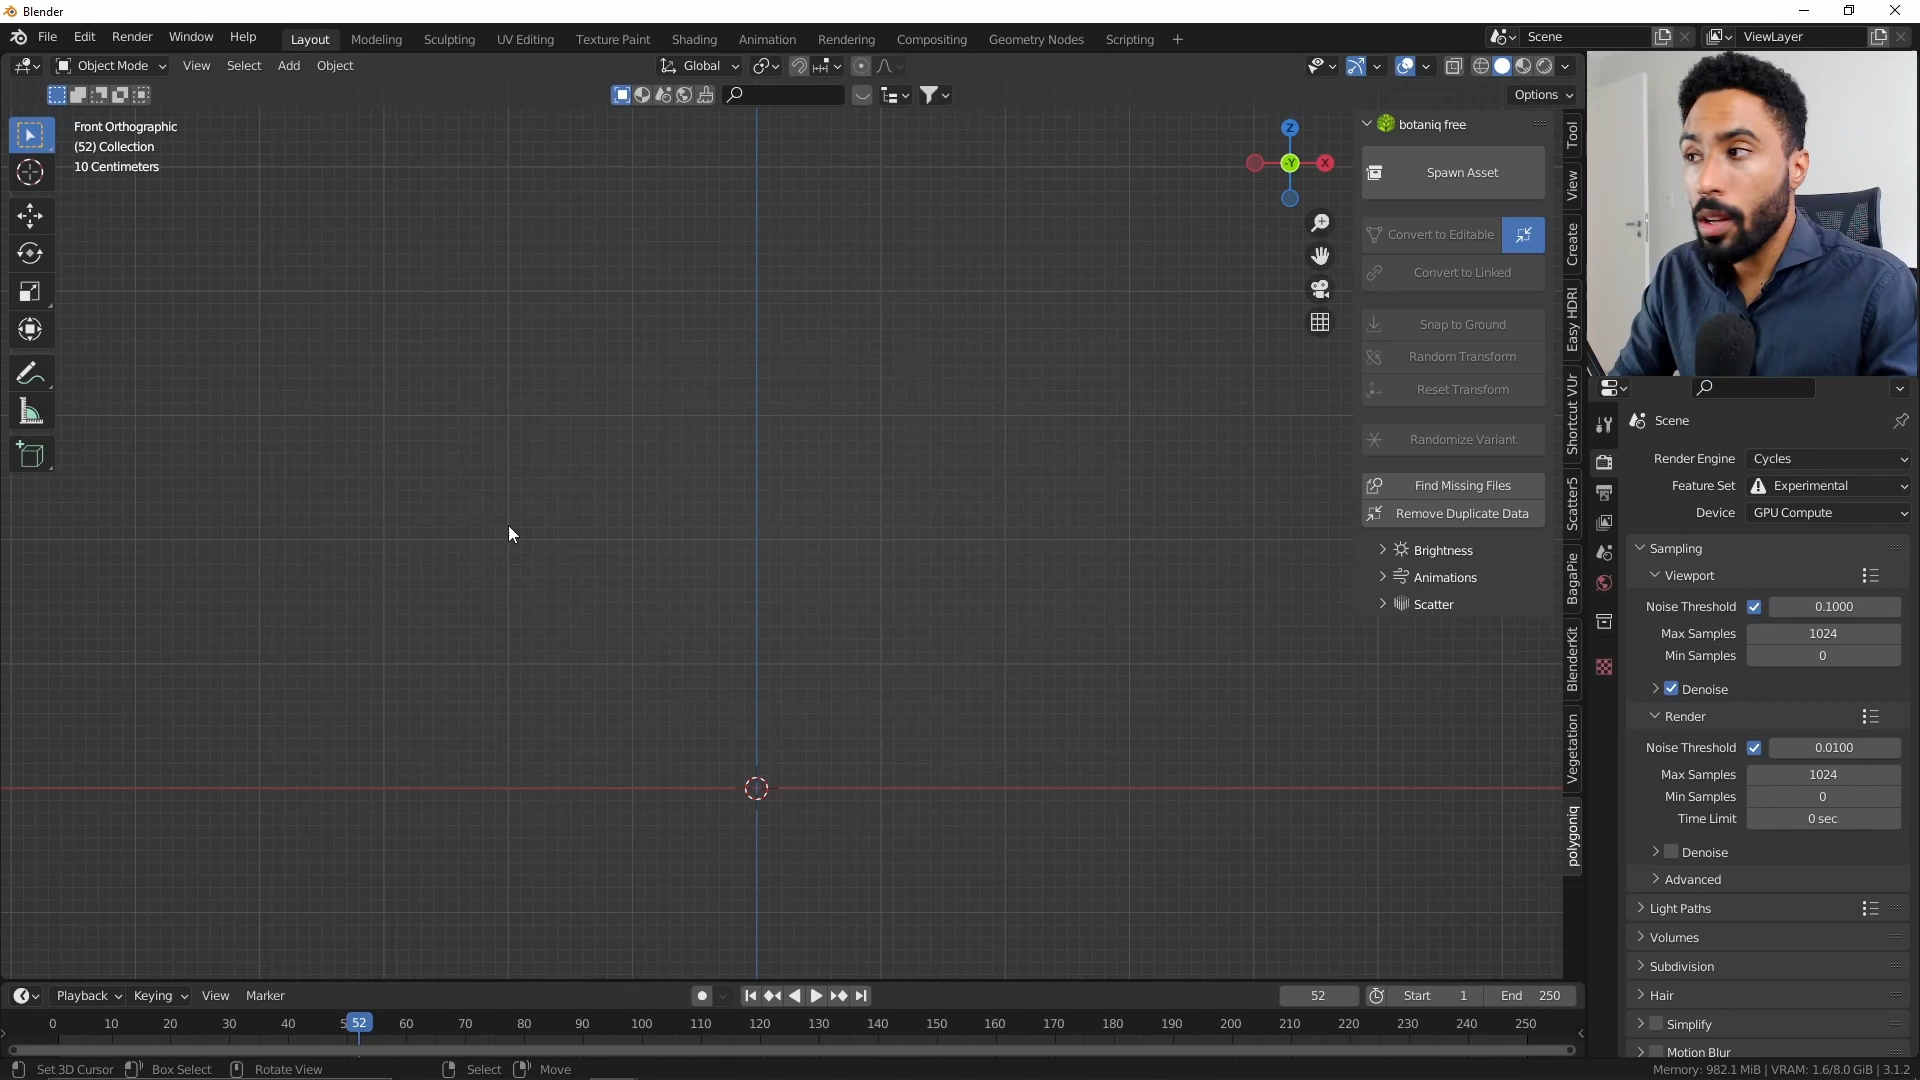 Blender
File Edit Render Window Help Layout Modeling Sculpting UV Editing Texture Paint Shading Animation Rendering Compositing Geometry Nodes Scripting + Scene ViewLayer
Object Mode View Select Add Object Global
Options
Front Orthographic
(52) Collection
10 Centimeters
Z
-Y
X
botaniq free
Spawn Asset
Convert to Editable
Convert to Linked
Snap to Ground
Random Transform
Reset Transform
Randomize Variant
Find Missing Files
Remove Duplicate Data
Brightness
Animations
Scatter
Tool
View
Create
Easy HDRI
Shortcut VUr
Scatter5
BagaPie
BlenderKit
Vegetation
polygoniq
Scene
Render Engine Cycles
Feature Set Experimental
Device GPU Compute
Sampling
Viewport
Noise Threshold 0.1000
Max Samples 1024
Min Samples 0
Denoise
Render
Noise Threshold 0.0100
Max Samples 1024
Min Samples 0
Time Limit 0 sec
Denoise
Advanced
Light Paths
Volumes
Subdivision
Hair
Simplify
Motion Blur
Playback Keying View Marker 52 Start 1 End 250
0 10 20 30 40 5 52 60 70 80 90 100 110 120 130 140 150 160 170 180 190 200 210 220 230 240 250
Set 3D Cursor Box Select Rotate View Select Move Memory: 982.1 MiB | VRAM: 1.6/8.0 GiB | 3.1.2